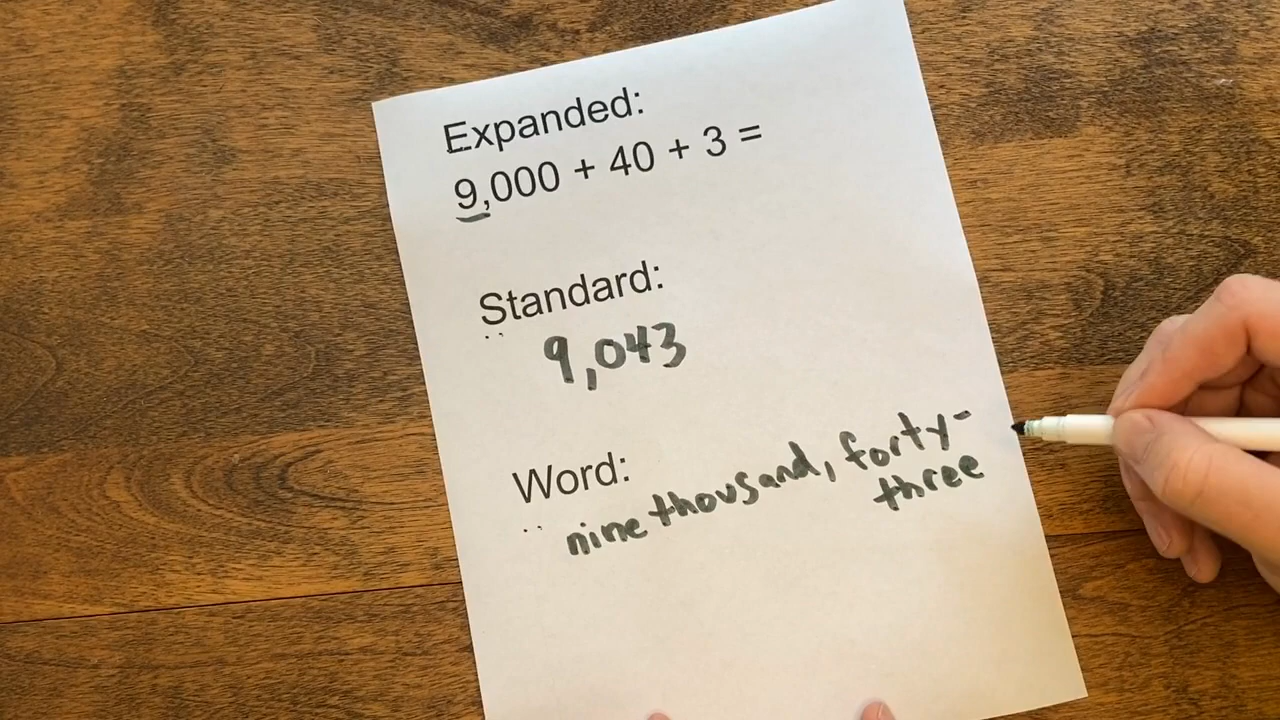 Expanded:
9,000 + 40 + 3 =
Standard:
9,043
Word:
nine thousand, forty-
three